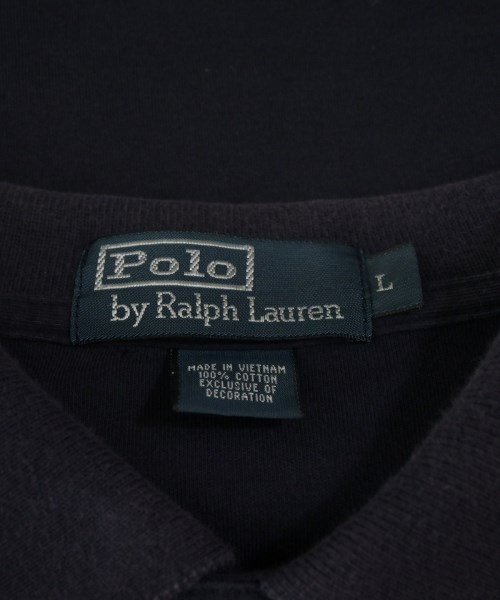 Polo
by Ralph Lauren
L
MADE IN VIETNAM
100% COTTON
EXCLUSIVE OF
DECORATION